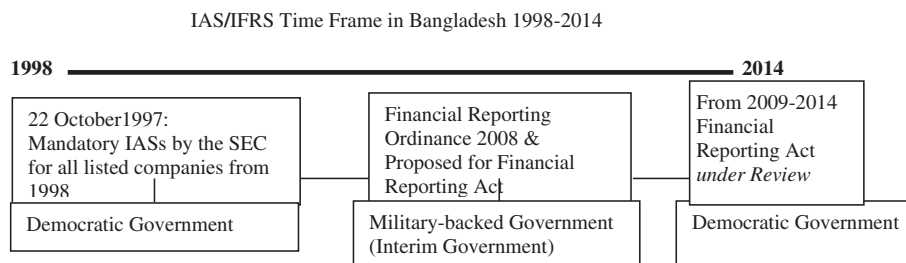 IAS/IFRS Time Frame in Bangladesh 1998-2014
1998
2014
22 October1997:
Mandatory IASs by the SEC
for all listed companies from
1998
Democratic Government
Financial Reporting
Ordinance 2008 &
Proposed for Financial
Reporting Act
Military-backed Government
(Interim Government)
From 2009-2014
Financial
Reporting Act
under Review
Democratic Government